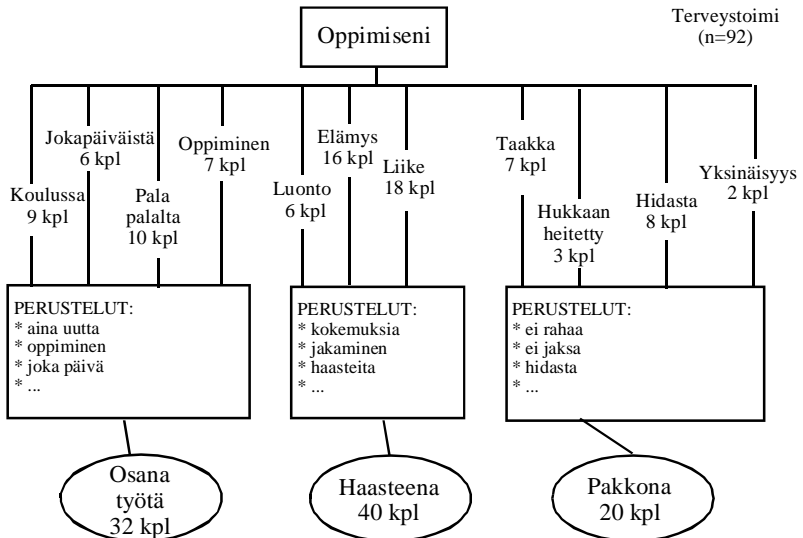 Oppimiseni
Terveystoimi
(n=92)
Koulussa
9 kpl
Jokapäiväistä
6 kpl
Pala
palalta
10 kpl
Oppiminen
7 kpl
Luonto
6 kpl
Elämys
16 kpl
Liike
18 kpl
Taakka
7 kpl
Hukkaan
heitetty
3 kpl
Hidasta
8 kpl
Yksinäisyys
2 kpl
PERUSTELUT:
* aina uutta
* oppiminen
* joka päivä
* ...
PERUSTELUT:
* kokemuksia
* jakaminen
* haasteita
* ...
PERUSTELUT:
* ei rahaa
* ei jaksa
* hidasta
* ...
Osana
työtä
32 kpl
Haasteena
40 kpl
Pakkona
20 kpl